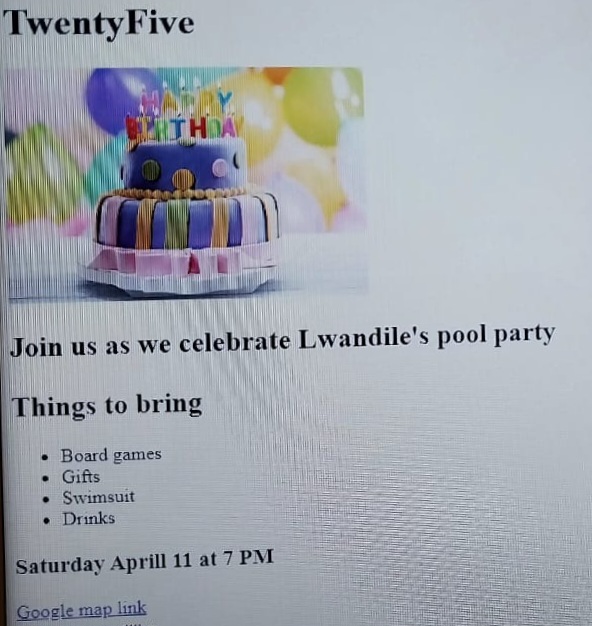 TwentyFive
HAPPY
BIRTHDAY
Join us as we celebrate Lwandile's pool party
Things to bring
Board games
Gifts
Swimsuit
Drinks
Saturday Aprill 11 at 7 PM
Google map link